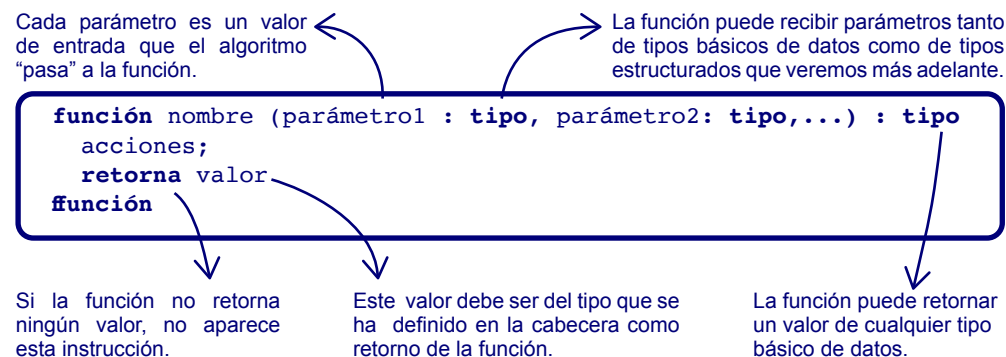 Cada parámetro es un valor
de entrada que el algoritmo
“pasa” a la función.
La función puede recibir parámetros tanto
de tipos básicos de datos como de tipos
estructurados que veremos más adelante.
función nombre (parámetro1 : tipo, parámetro2: tipo,...) : tipo
acciones;
retorna valor
ffunción
Si la función no retorna
ningún valor, no aparece
esta instrucción.
Este valor debe ser del tipo que se
ha definido en la cabecera como
retorno de la función.
La función puede retornar
un valor de cualquier tipo
básico de datos.